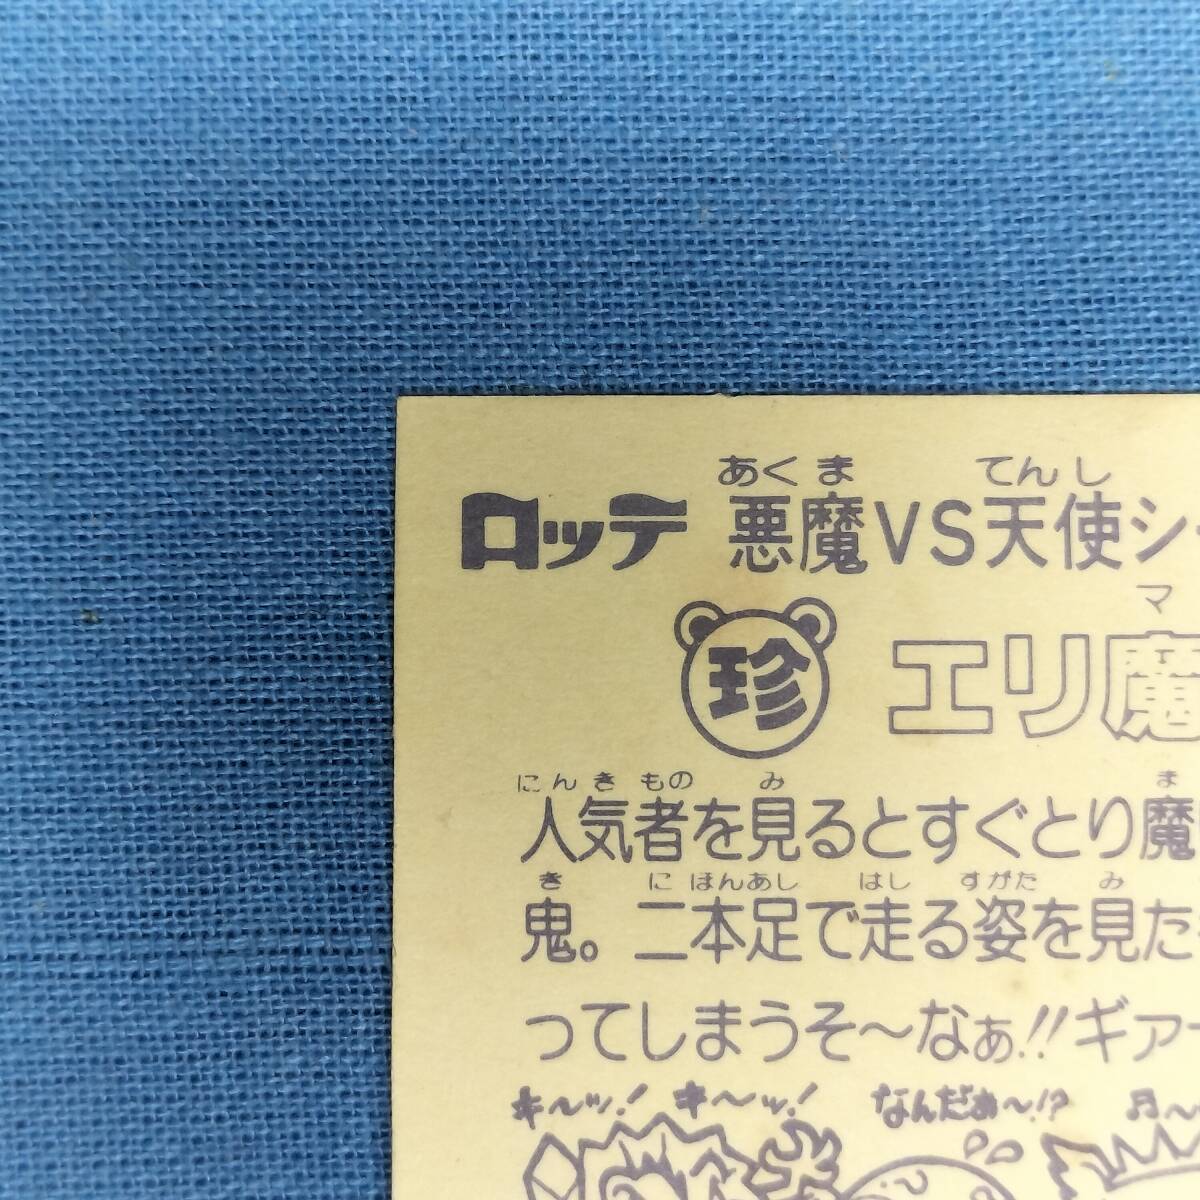 あくま てんし
ロッテ 悪魔VS天使シ
マ
珍 エリ魔
にんきもの み ま
人気者を見るとすぐとり魔
き にほんあし はし すがた み
鬼。二本足で走る姿を見た
ってしまうそ〜なぁ!!ギァー
キ〜ッ! キ〜ッ! なんだぁ〜!? ♬〜